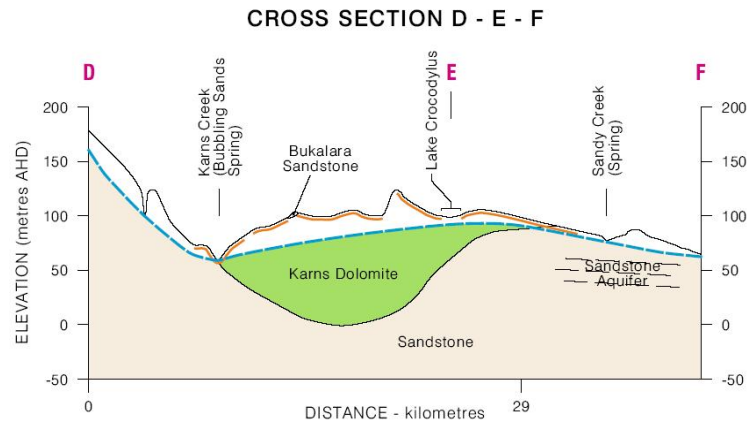 CROSS SECTION D - E - F
D
E
F
Karns Creek
(Bubbling Sands
Spring)
Bukalara
Sandstone
Lake Crocodylus
Sandy Creek
(Spring)
ELEVATION (metres AHD)
200
150
100
50
0
-50
200
150
100
50
0
-50
Karns Dolomite
Sandstone
Aquifer
Sandstone
0
DISTANCE - kilometres
29